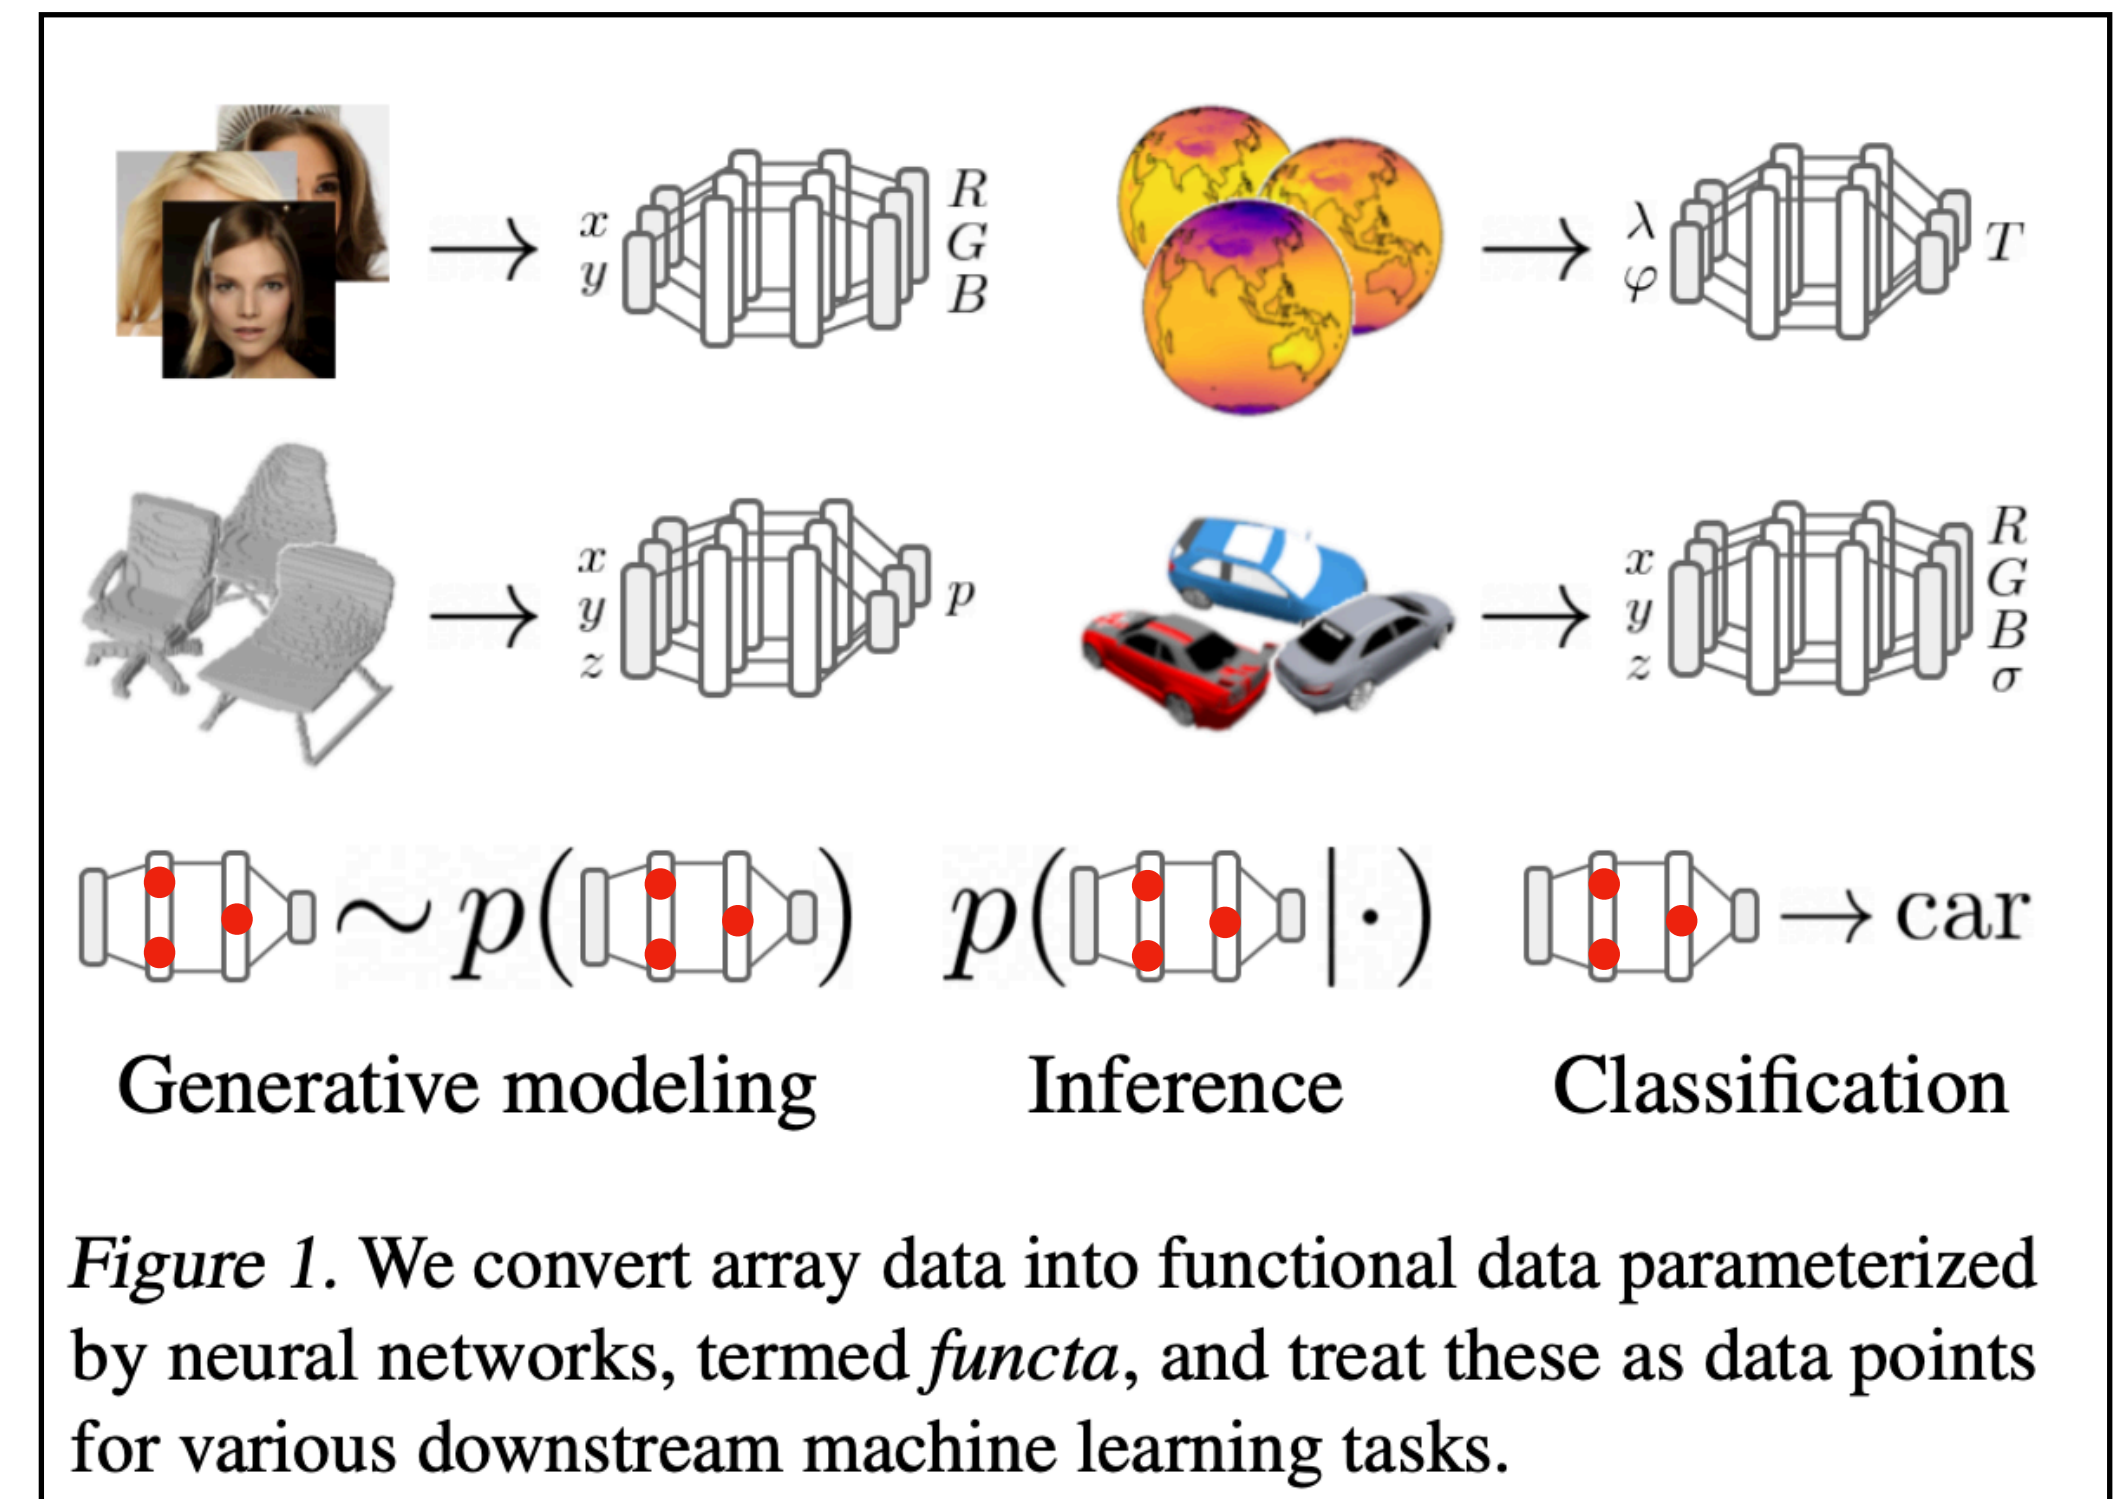 x
y
R
G
B
λ
φ
T
x
y
z
p
x
y
z
R
G
B
σ
~ p( )
p( | · )
→ car
Generative modeling
Inference
Classification
Figure 1. We convert array data into functional data parameterized
by neural networks, termed functa, and treat these as data points
for various downstream machine learning tasks.